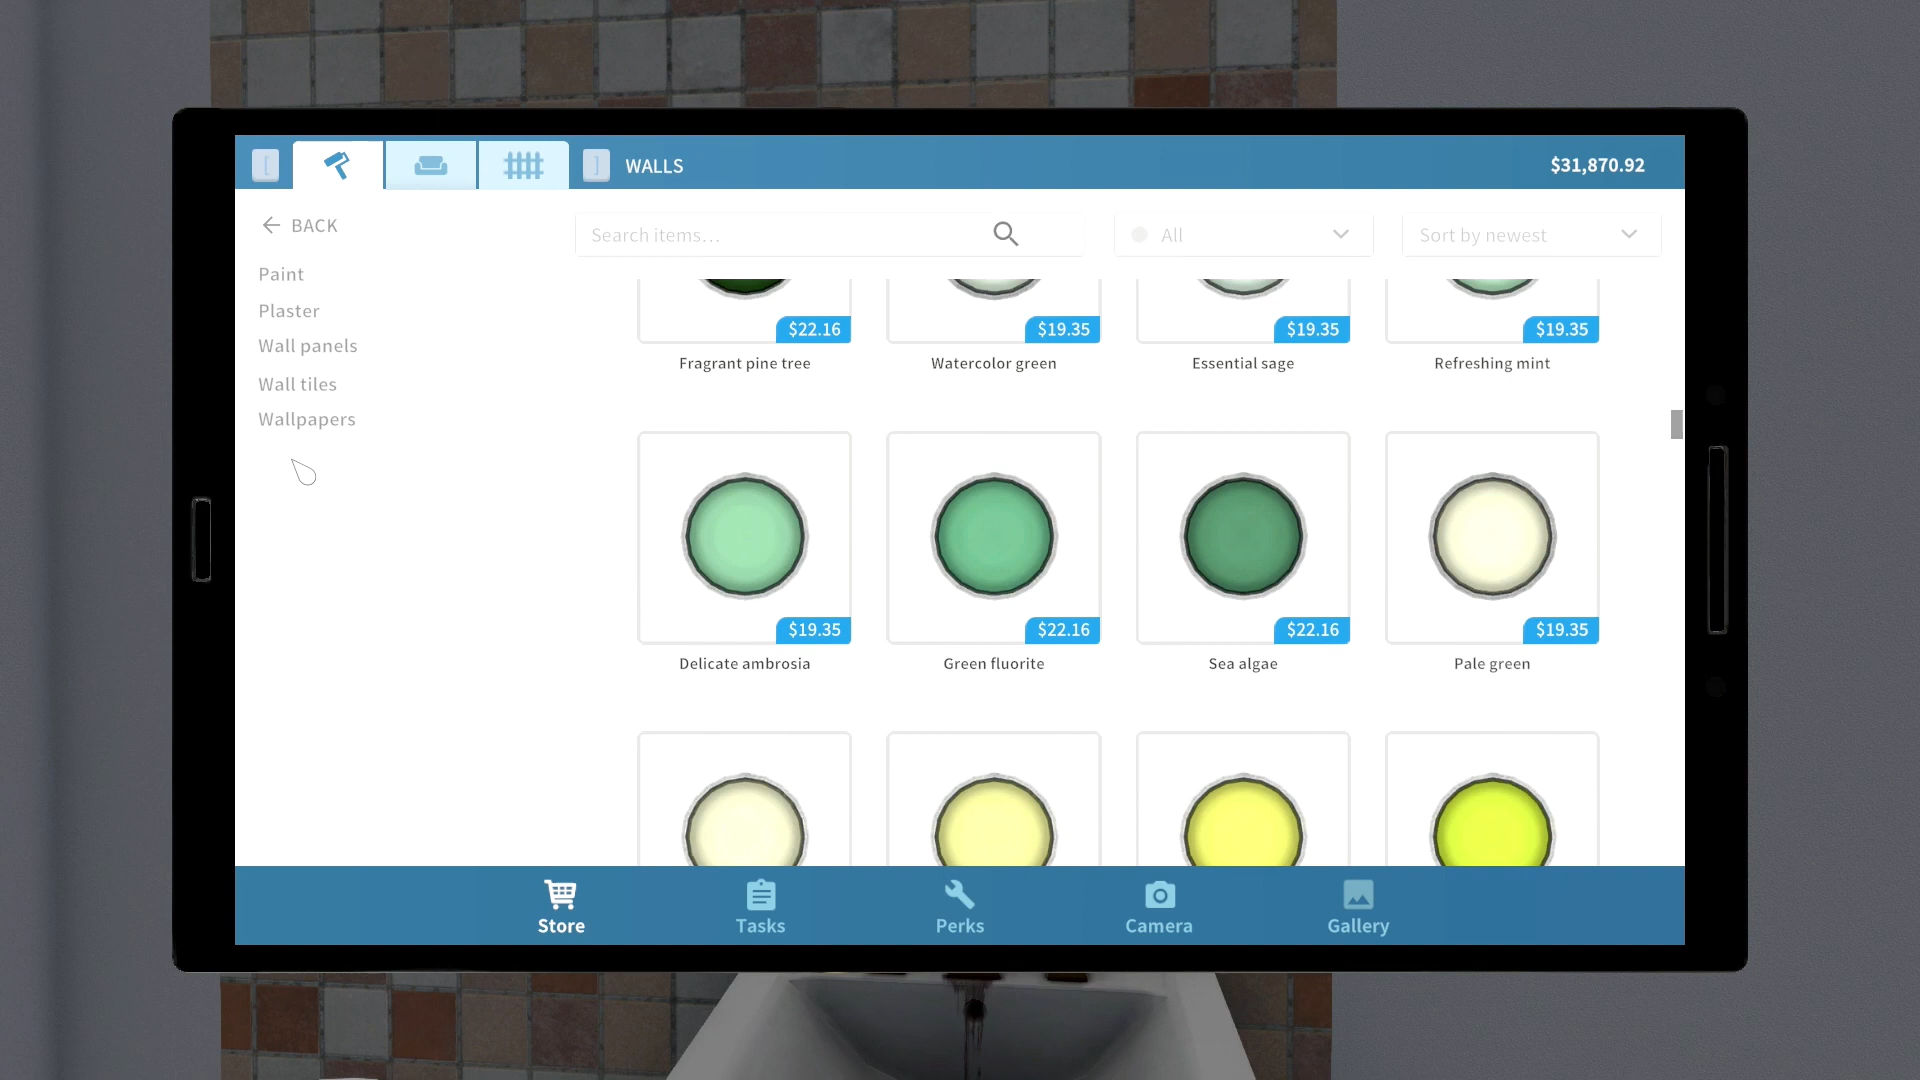 [
]
WALLS
$31,870.92
BACK
Search items...
All
Sort by newest
Paint
Plaster
Wall panels
Wall tiles
Wallpapers
$22.16
$19.35
$19.35
$19.35
Fragrant pine tree
Watercolor green
Essential sage
Refreshing mint
$19.35
$22.16
$22.16
$19.35
Delicate ambrosia
Green fluorite
Sea algae
Pale green
Store
Tasks
Perks
Camera
Gallery